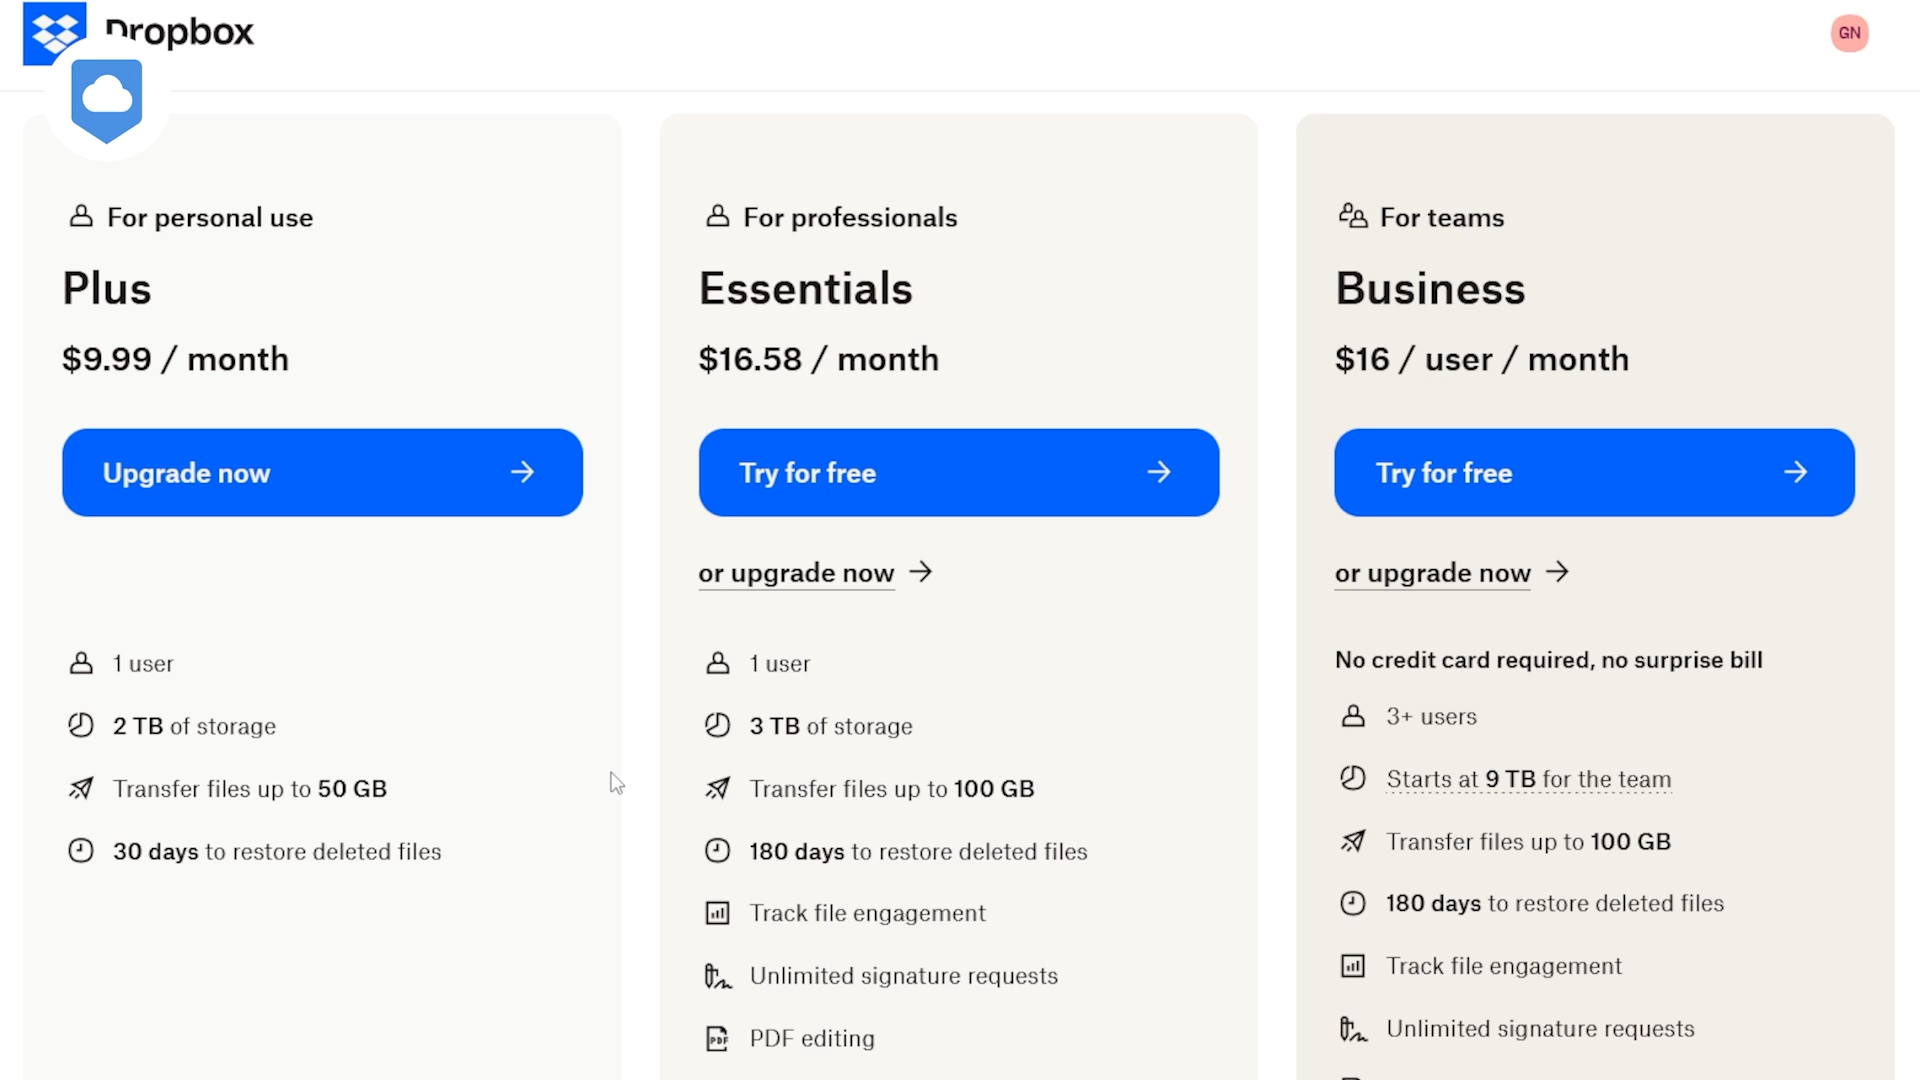 Dropbox
GN
For personal use
Plus
$9.99 / month
Upgrade now
1 user
2 TB of storage
Transfer files up to 50 GB
30 days to restore deleted files
For professionals
Essentials
$16.58 / month
Try for free
or upgrade now
1 user
3 TB of storage
Transfer files up to 100 GB
180 days to restore deleted files
Track file engagement
Unlimited signature requests
PDF
PDF editing
For teams
Business
$16 / user / month
Try for free
or upgrade now
No credit card required, no surprise bill
3+ users
Starts at 9 TB for the team
Transfer files up to 100 GB
180 days to restore deleted files
Track file engagement
Unlimited signature requests